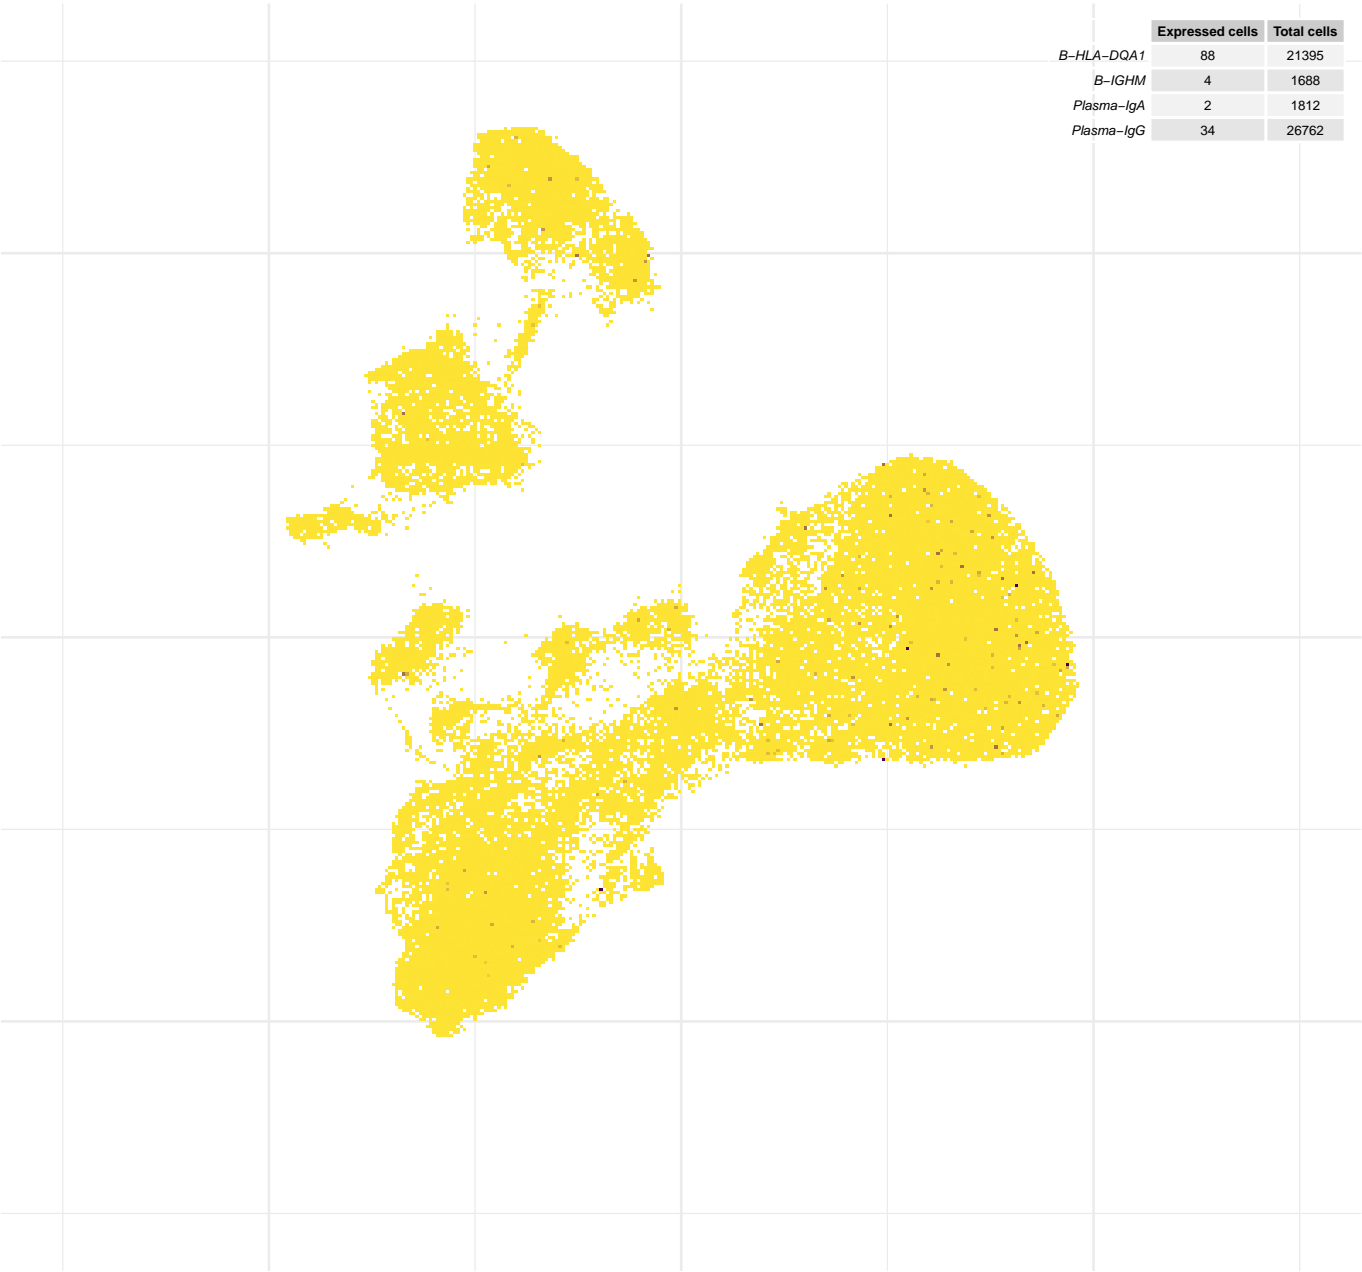 Expressed cells Total cells
B−HLA−DQA1 88 21395
B−IGHM 4 1688
Plasma−IgA 2 1812
Plasma−IgG 34 26762